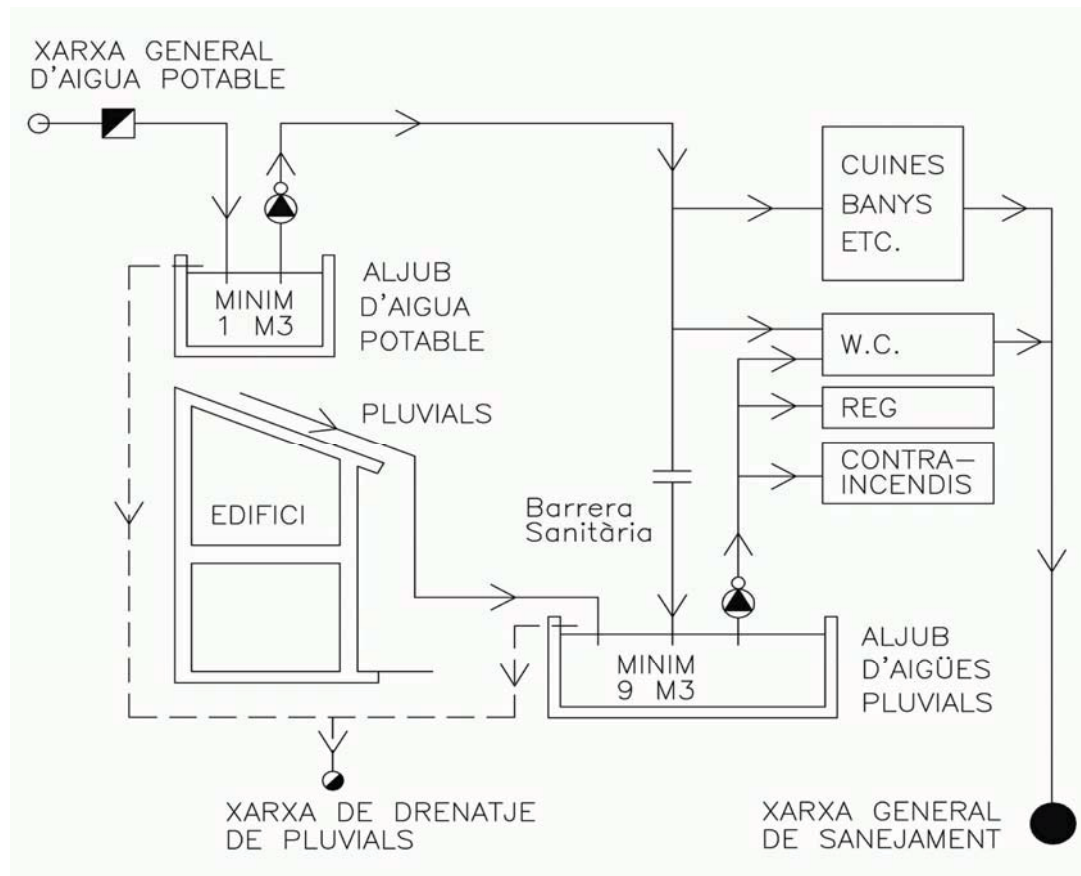 XARXA GENERAL
D'AIGUA POTABLE
CUINES
BANYS
ETC.
ALJUB
D'AIGUA
POTABLE
MINIM
1 M3
W.C.
PLUVIALS
REG
CONTRA-
INCENDIS
EDIFICI
Barrera
Sanitària
MINIM
9 M3
ALJUB
D'AIGÜES
PLUVIALS
XARXA DE DRENATJE
DE PLUVIALS
XARXA GENERAL
DE SANEJAMENT